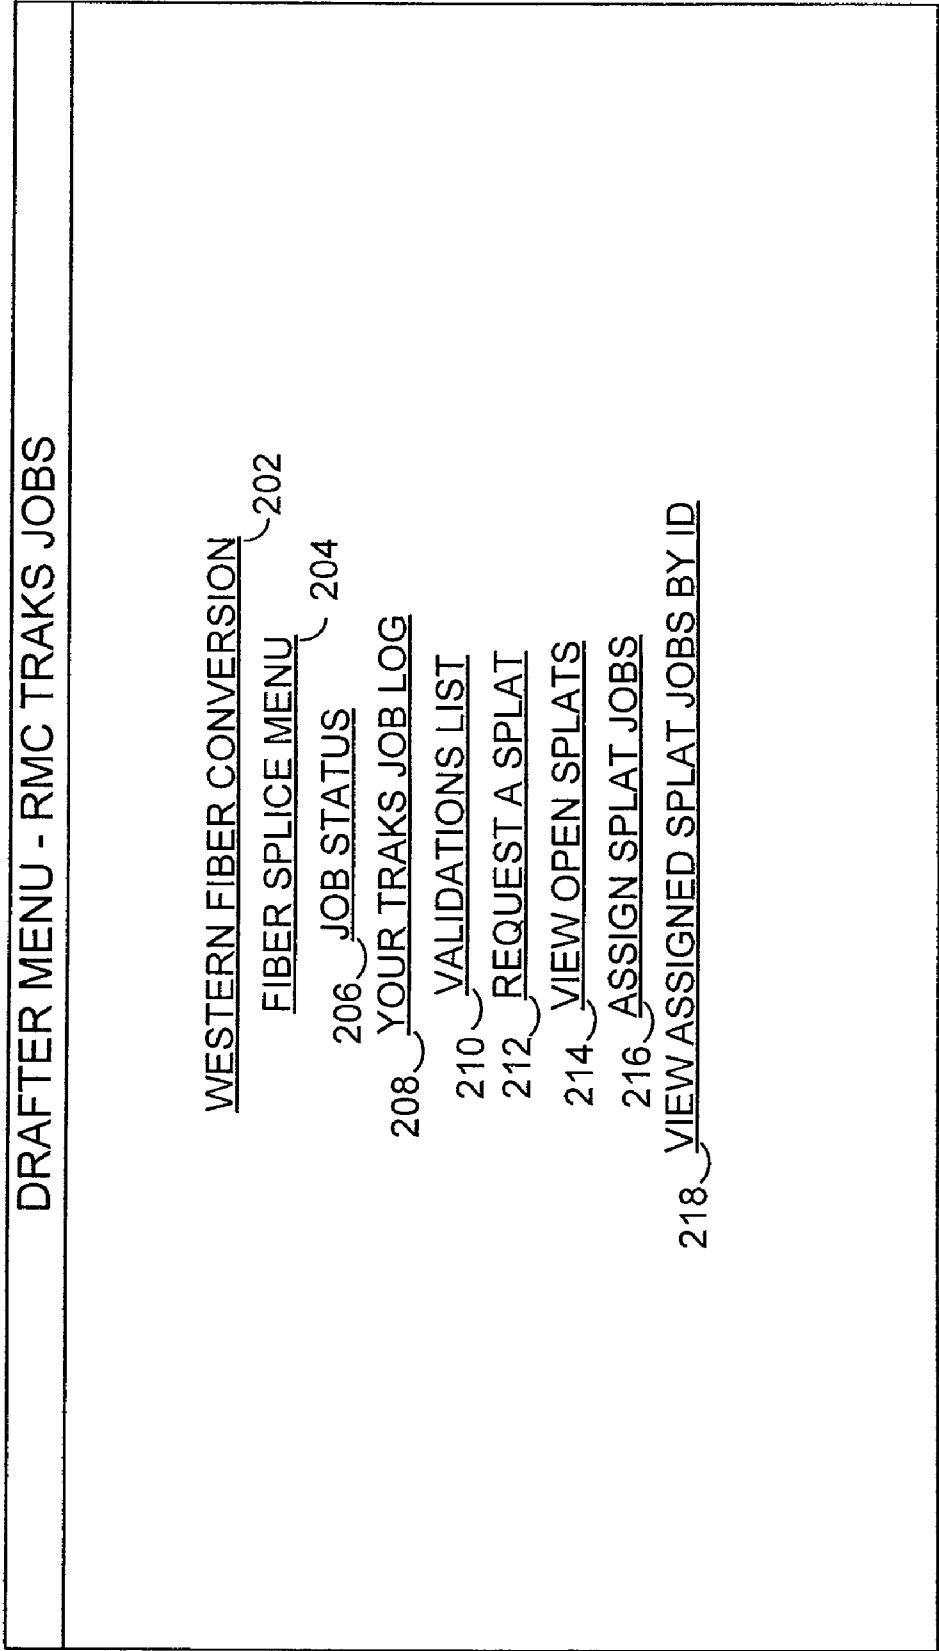 DRAFTER MENU - RMC TRAKS JOBS
WESTERN FIBER CONVERSION 202
FIBER SPLICE MENU 204
206 JOB STATUS
208 YOUR TRAKS JOB LOG
210 VALIDATIONS LIST
212 REQUEST A SPLAT
214 VIEW OPEN SPLATS
216 ASSIGN SPLAT JOBS
218 VIEW ASSIGNED SPLAT JOBS BY ID